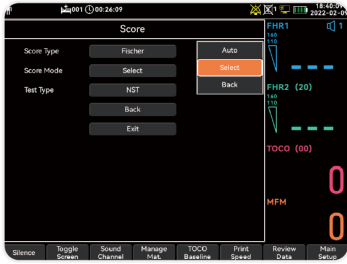 001 00:26:09 1 18:40:0
2022-02-0
Score
Score Type Fischer
Score Mode Select
Test Type NST
Back
Exit
Auto
Select
Back
FHR1 1
160
110
FHR2 (20)
160
110
TOCO (00)
0
MFM
0
Silence
Toggle Screen
Sound Channel
Manage Mat.
TOCO Baseline
Print Speed
Review Data
Main Setup